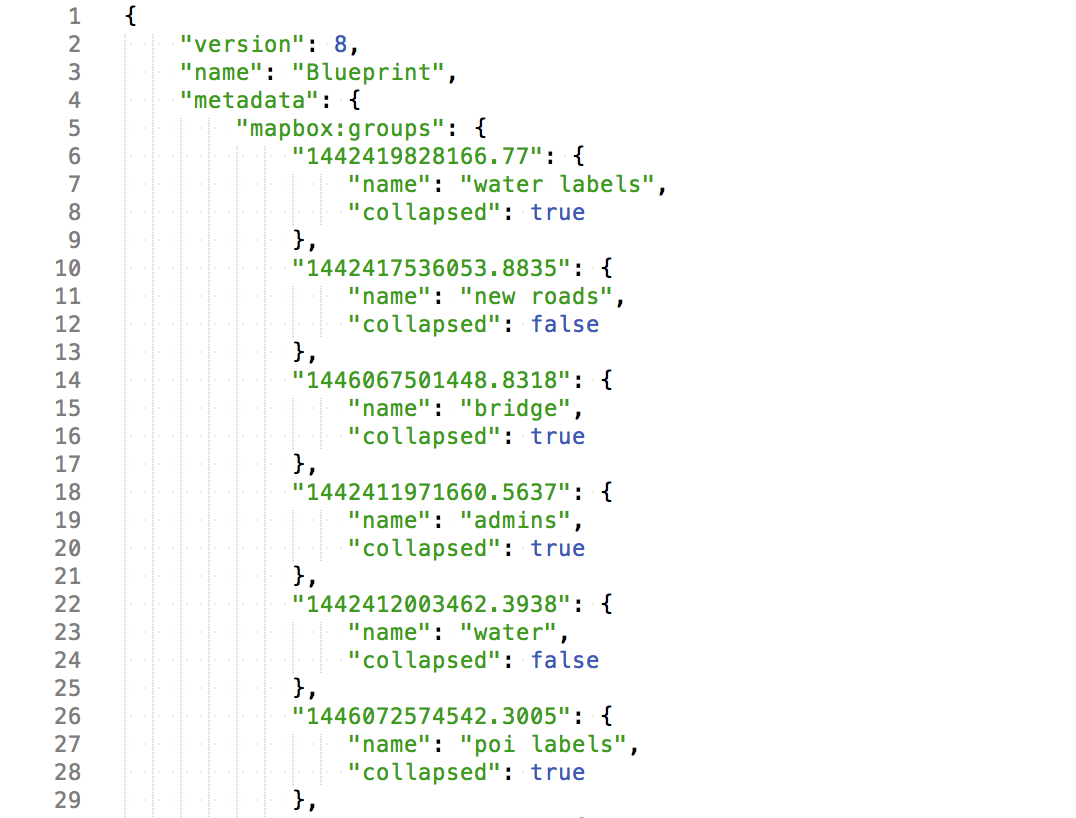 1 {
2 "version": 8,
3 "name": "Blueprint",
4 "metadata": {
5 "mapbox:groups": {
6 "1442419828166.77": {
7 "name": "water labels",
8 "collapsed": true
9 },
10 "1442417536053.8835": {
11 "name": "new roads",
12 "collapsed": false
13 },
14 "1446067501448.8318": {
15 "name": "bridge",
16 "collapsed": true
17 },
18 "1442411971660.5637": {
19 "name": "admins",
20 "collapsed": true
21 },
22 "1442412003462.3938": {
23 "name": "water",
24 "collapsed": false
25 },
26 "1446072574542.3005": {
27 "name": "poi labels",
28 "collapsed": true
29 },